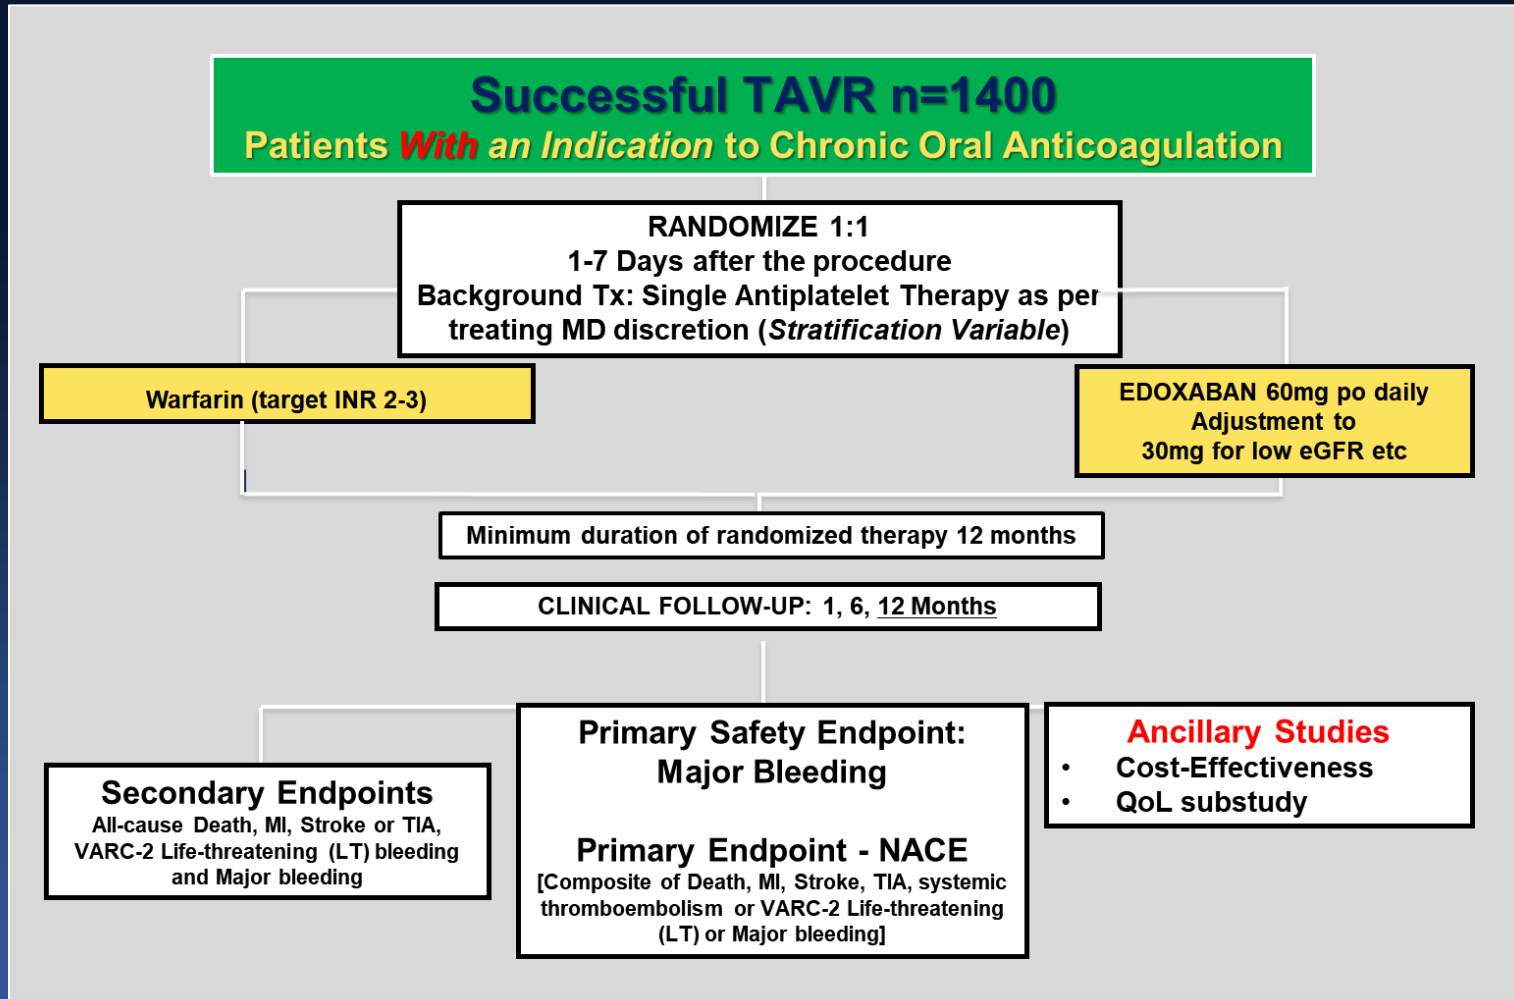 Successful TAVR n=1400
Patients With an Indication to Chronic Oral Anticoagulation
RANDOMIZE 1:1
1-7 Days after the procedure
Background Tx: Single Antiplatelet Therapy as per
treating MD discretion (Stratification Variable)
Warfarin (target INR 2-3)
EDOXABAN 60mg po daily
Adjustment to
30mg for low eGFR etc
Minimum duration of randomized therapy 12 months
CLINICAL FOLLOW-UP: 1, 6, 12 Months
Secondary Endpoints
All-cause Death, MI, Stroke or TIA,
VARC-2 Life-threatening (LT) bleeding
and Major bleeding
Primary Safety Endpoint:
Major Bleeding
Primary Endpoint - NACE
[Composite of Death, MI, Stroke, TIA, systemic
thromboembolism or VARC-2 Life-threatening
(LT) or Major bleeding]
Ancillary Studies
• Cost-Effectiveness
• QoL substudy